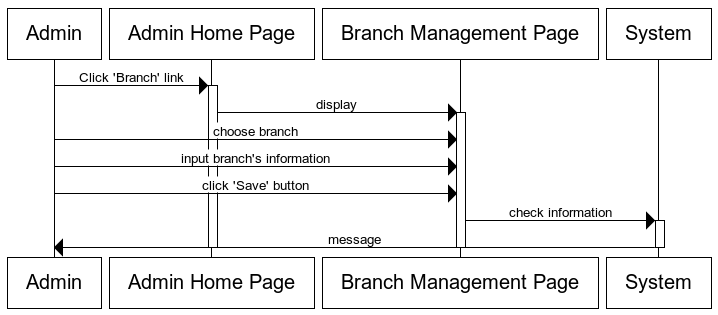 Admin
Admin Home Page
Branch Management Page
System
Click 'Branch' link
display
choose branch
input branch's information
click 'Save' button
check information
message
Admin
Admin Home Page
Branch Management Page
System